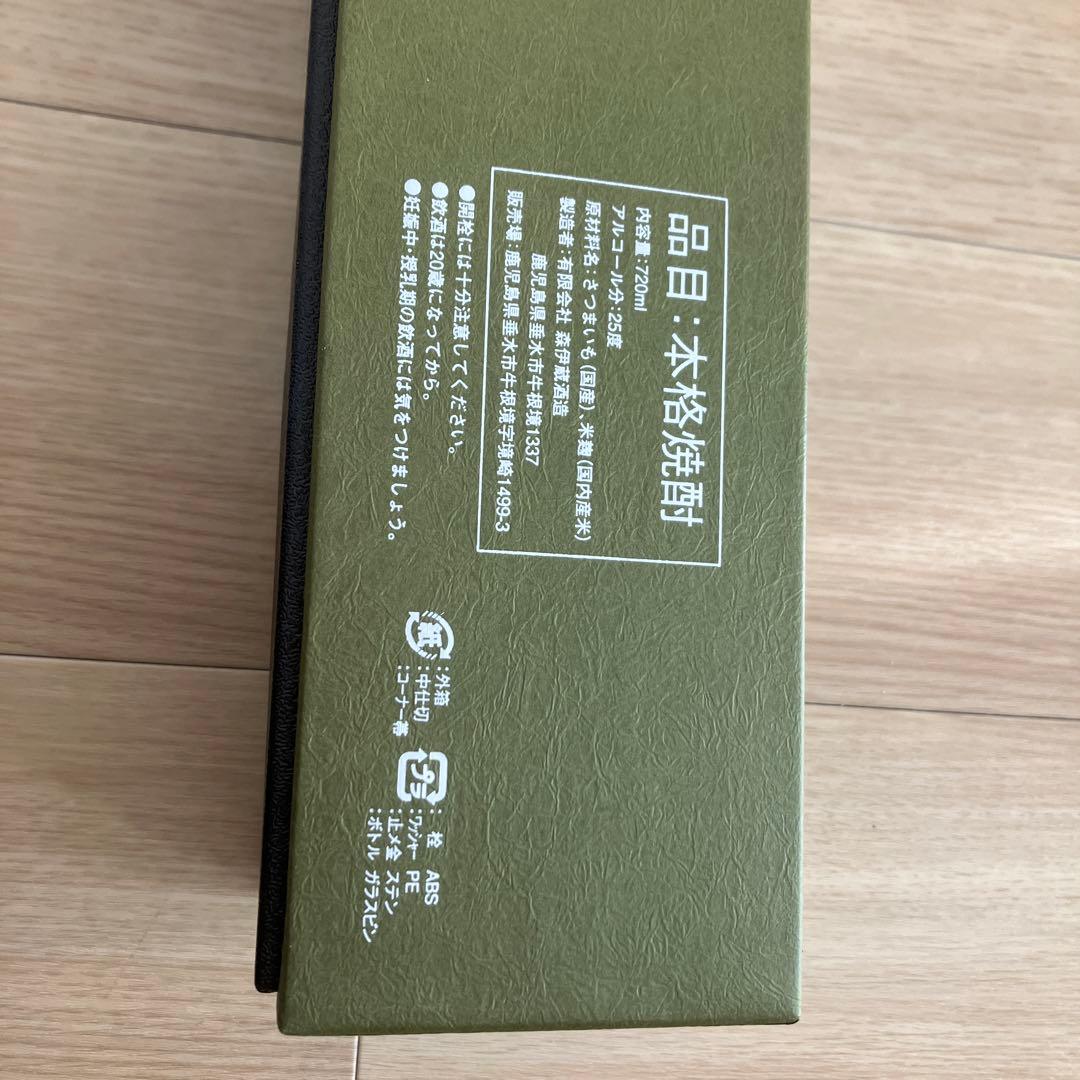 品目:本格焼酎
内容量:720ml
アルコール分:25度
原材料名:さつまいも(国産)、米麹(国内産米)
製造者:有限会社 森伊蔵酒造
鹿児島県垂水市牛根境1337
販売場:鹿児島県垂水市牛根境字境崎1499-3
●開栓には十分注意してください。
●飲酒は20歳になってから。
●妊娠中・授乳期の飲酒には気をつけましょう。
紙
:外箱
:中仕切
:コーナー帯
プラ
:栓 ABS
:ワッシャー PE
:止メ金 ステン
:ボトル ガラスビン